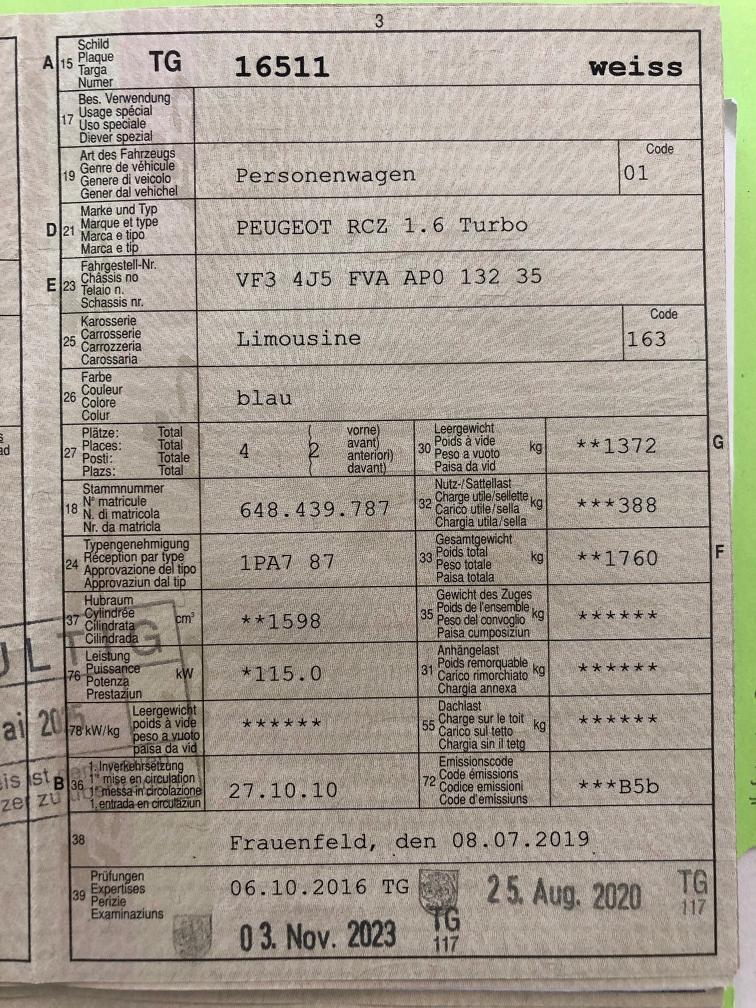 3
A 15 Schild Plaque Targa Numer TG 16511 weiss
17 Bes. Verwendung
Usage spécial
Uso speciale
Diever spezial
19 Art des Fahrzeugs
Genre de véhicule
Genere di veicolo
Gener dal vehichel
Personenwagen
Code
01
D 21 Marke und Typ
Marque et type
Marca e tipo
Marca e tip
PEUGEOT RCZ 1.6 Turbo
E 23 Fahrgestell-Nr.
Châssis no
Telaio n.
Schassis nr.
VF3 4J5 FVA AP0 132 35
25 Karosserie
Carrosserie
Carrozzeria
Carossaria
Limousine
Code
163
26 Farbe
Couleur
Colore
Colur
blau
27 Plätze: Total
Places: Total
Posti: Totale
Plazs: Total
4 ( 2 vorne)
avant)
anteriori)
davant)
30 Leergewicht
Poids à vide
Peso a vuoto
Paisa da vid
kg
**1372
G
18 Stammnummer
N° matricule
N. di matricola
Nr. da matricla
648.439.787
32 Nutz-/Sattellast
Charge utile/sellette
Carico utile/sella
Chargia utila/sella
kg
***388
24 Typengenehmigung
Réception par type
Approvazione del tipo
Approvaziun dal tip
1PA7 87
33 Gesamtgewicht
Poids total
Peso totale
Paisa totala
kg
**1760
F
37 Hubraum
Cylindrée
Cilindrata
Cilindrada
cm³
**1598
35 Gewicht des Zuges
Poids de l'ensemble
Peso del convoglio
Paisa cumposiziun
kg
******
76 Leistung
Puissance
Potenza
Prestaziun
kW
*115.0
31 Anhängelast
Poids remorquable
Carico rimorchiato
Chargia annexa
kg
******
78 kW/kg Leergewicht
poids à vide
peso a vuoto
paisa da vid
******
55 Dachlast
Charge sur le toit
Carico sul tetto
Chargia sin il tetg
kg
******
B 36 1. Inverkehrsetzung
1re mise en circulation
1a messa in circolazione
1. entrada en circulaziun
27.10.10
72 Emissionscode
Code émissions
Codice emissioni
Code d'emissiuns
***B5b
38 Frauenfeld, den 08.07.2019
39 Prüfungen
Expertises
Perizie
Examinaziuns
06.10.2016 TG
25. Aug. 2020 TG 117
03. Nov. 2023 TG 117